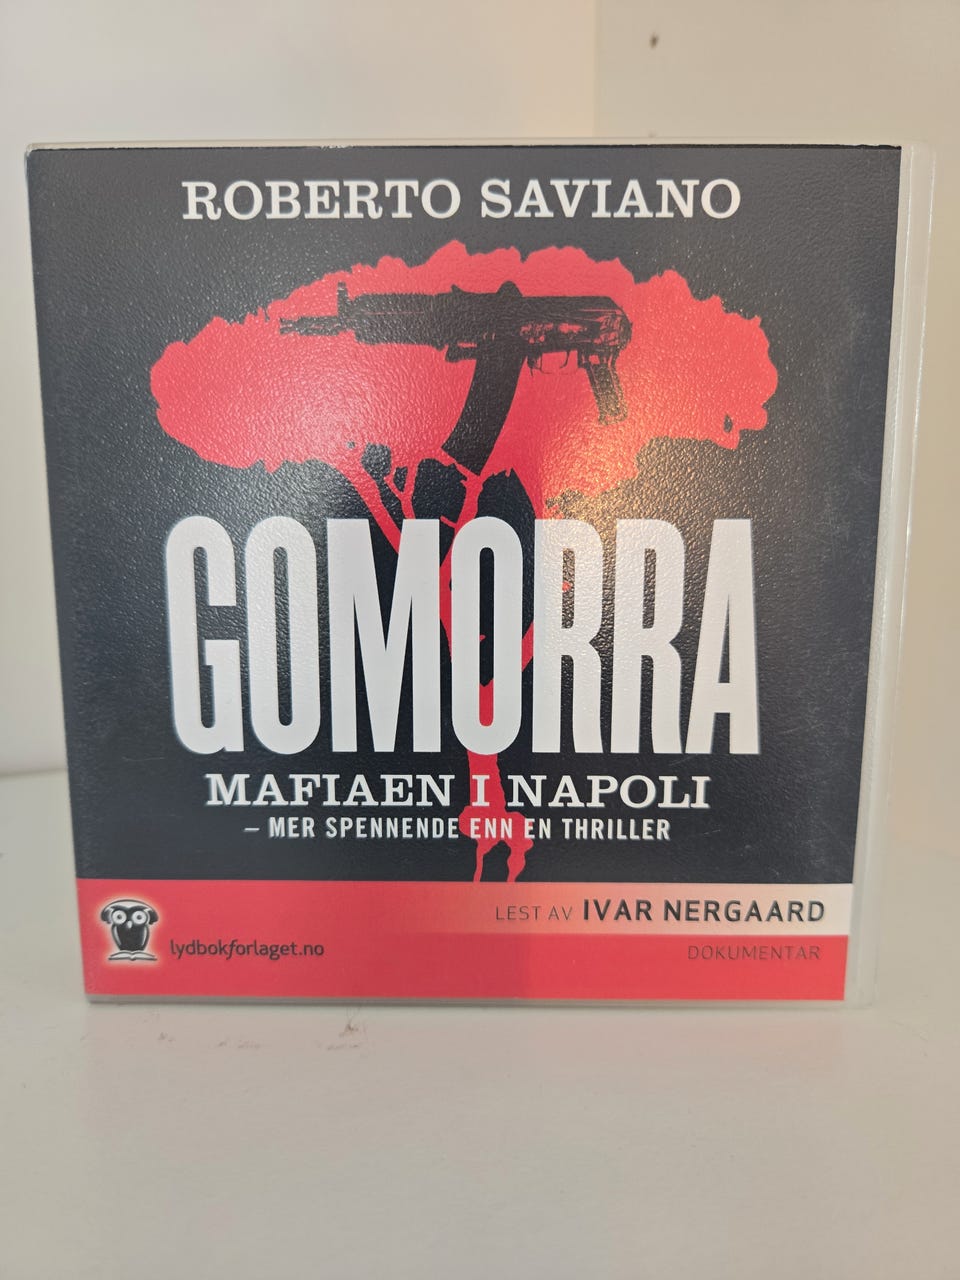 ROBERTO SAVIANO
GOMORRA
MAFIAEN I NAPOLI
– MER SPENNENDE ENN EN THRILLER
LEST AV IVAR NERGAARD
lydbokforlaget.no
DOKUMENTAR